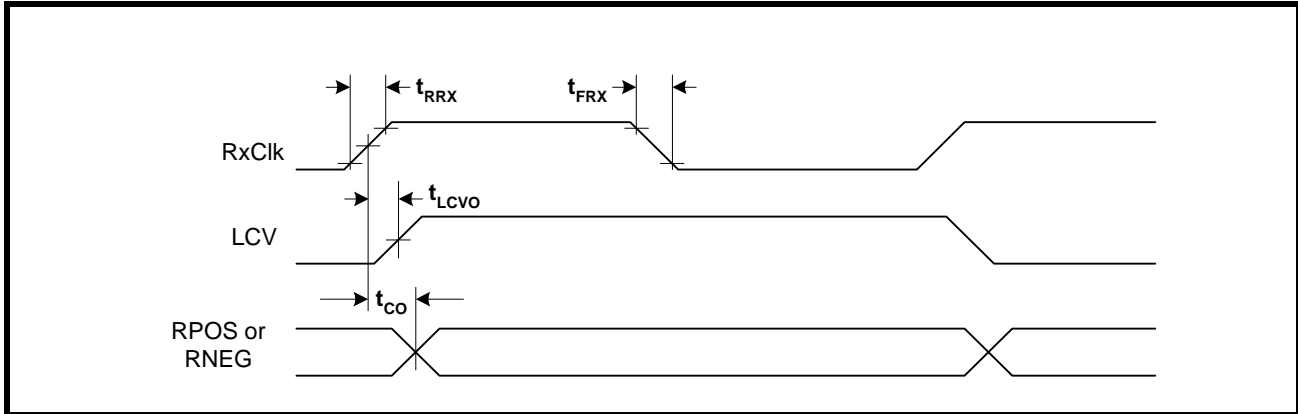 tRRX
tFRX
RxClk
tLCVO
LCV
tCO
RPOS or
RNEG